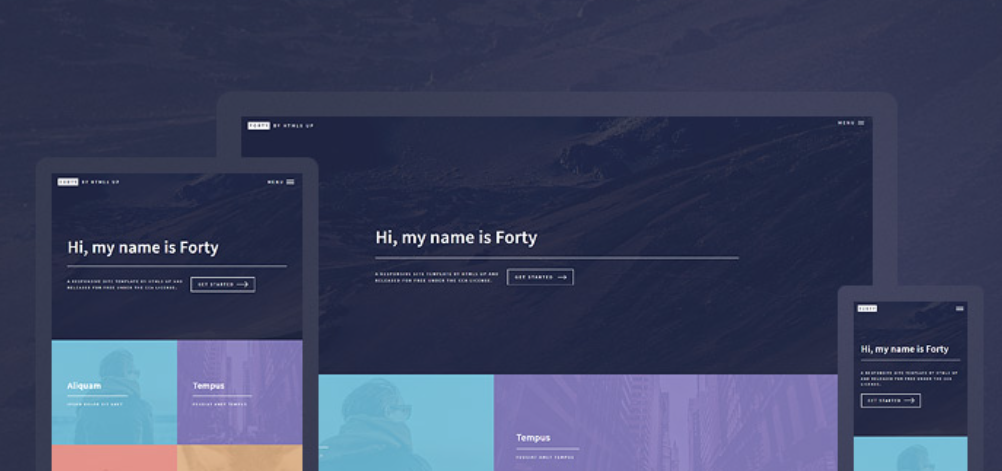 FORTY BY HTML5 UP
MENU
Hi, my name is Forty
A RESPONSIVE SITE TEMPLATE BY HTML5 UP AND
RELEASED FOR FREE UNDER THE CCA LICENSE.
GET STARTED
Tempus
FEUGIAT AMET TEMPUS
FORTY BY HTML5 UP
MENU
Hi, my name is Forty
A RESPONSIVE SITE TEMPLATE BY HTML5 UP AND
RELEASED FOR FREE UNDER THE CCA LICENSE.
GET STARTED
Aliquam
IPSUM DOLOR SIT AMET
Tempus
FEUGIAT AMET TEMPUS
FORTY
Hi, my name is Forty
A RESPONSIVE SITE TEMPLATE BY HTML5 UP
AND RELEASED FOR FREE UNDER THE CCA
LICENSE.
GET STARTED